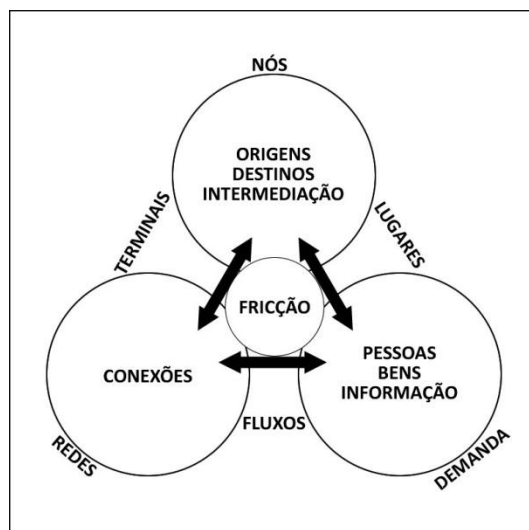 NÓS
ORIGENS
DESTINOS
INTERMEDIAÇÃO
TERMINAIS
LUGARES
FRICÇÃO
CONEXÕES
PESSOAS
BENS
INFORMAÇÃO
FLUXOS
REDES
DEMANDA